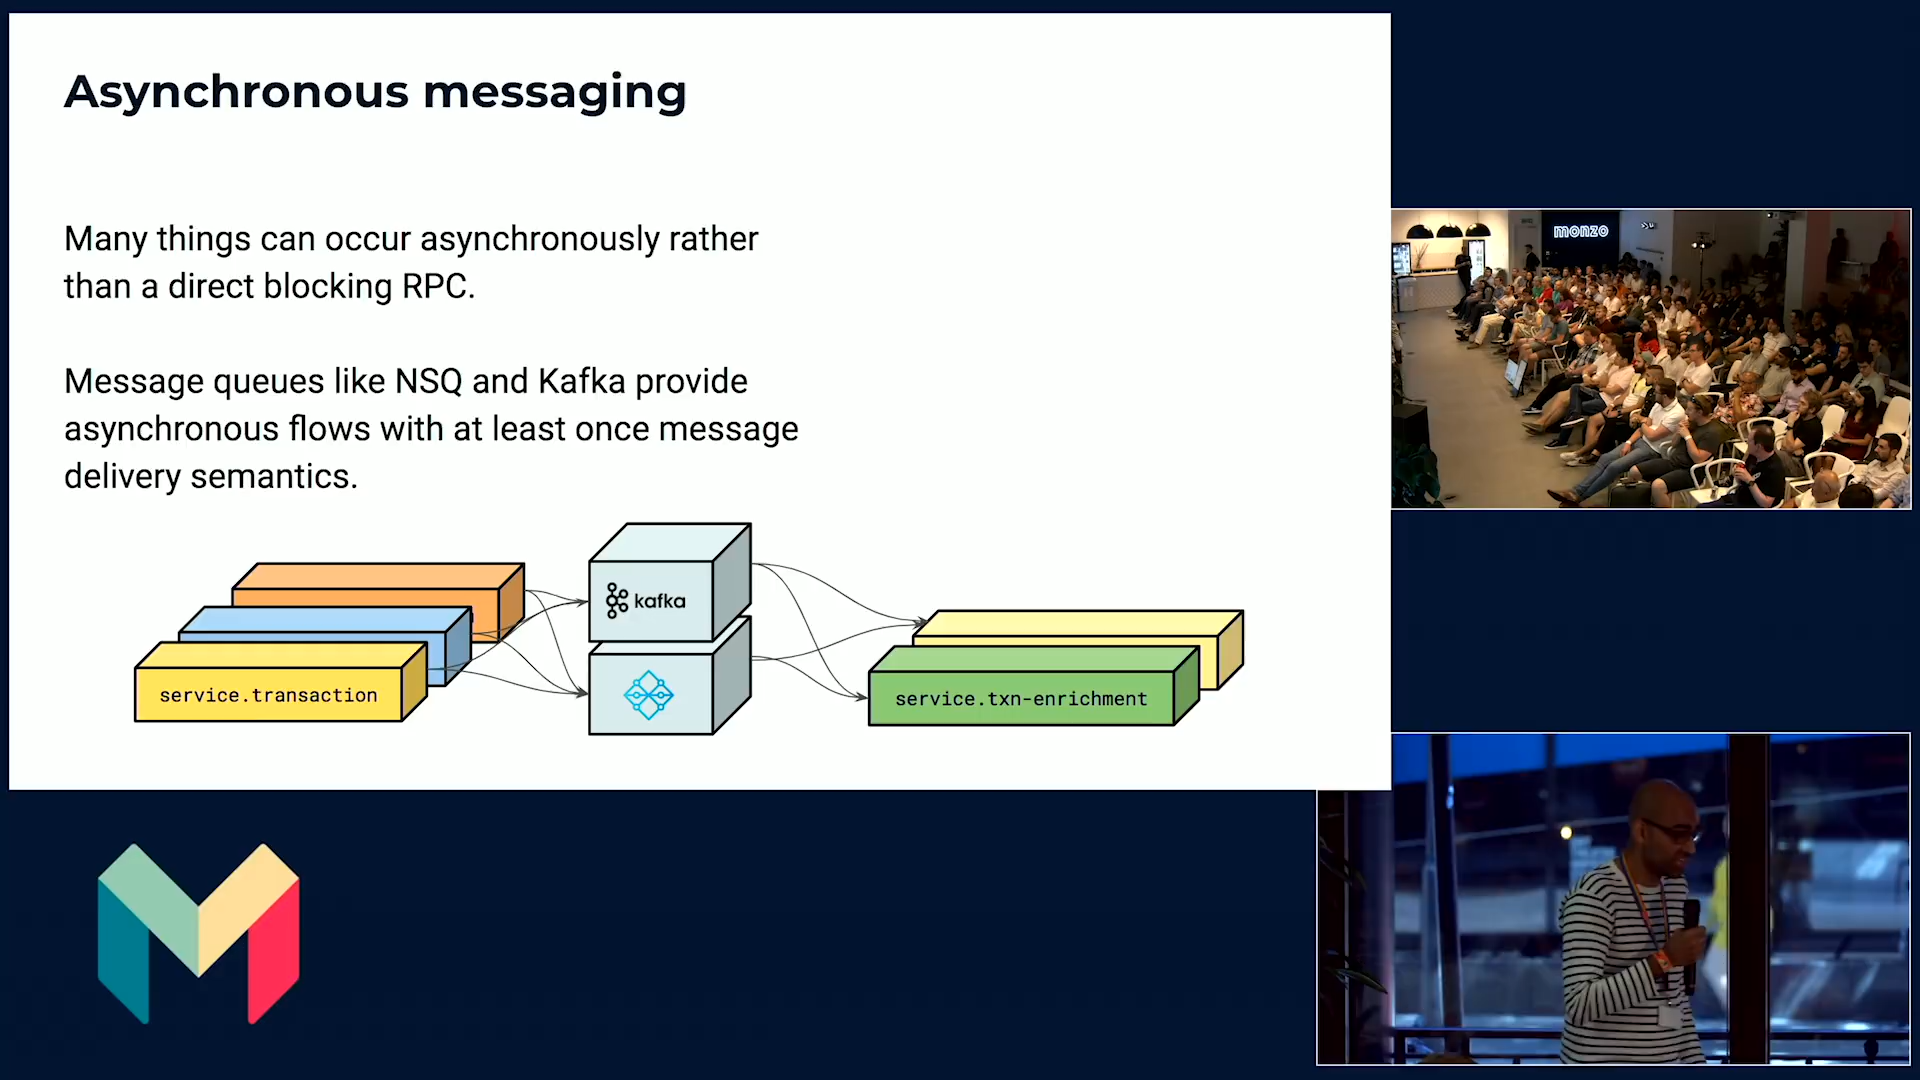 Asynchronous messaging
Many things can occur asynchronously rather
than a direct blocking RPC.
Message queues like NSQ and Kafka provide
asynchronous flows with at least once message
delivery semantics.
kafka
service.transaction
service.txn-enrichment
monzo